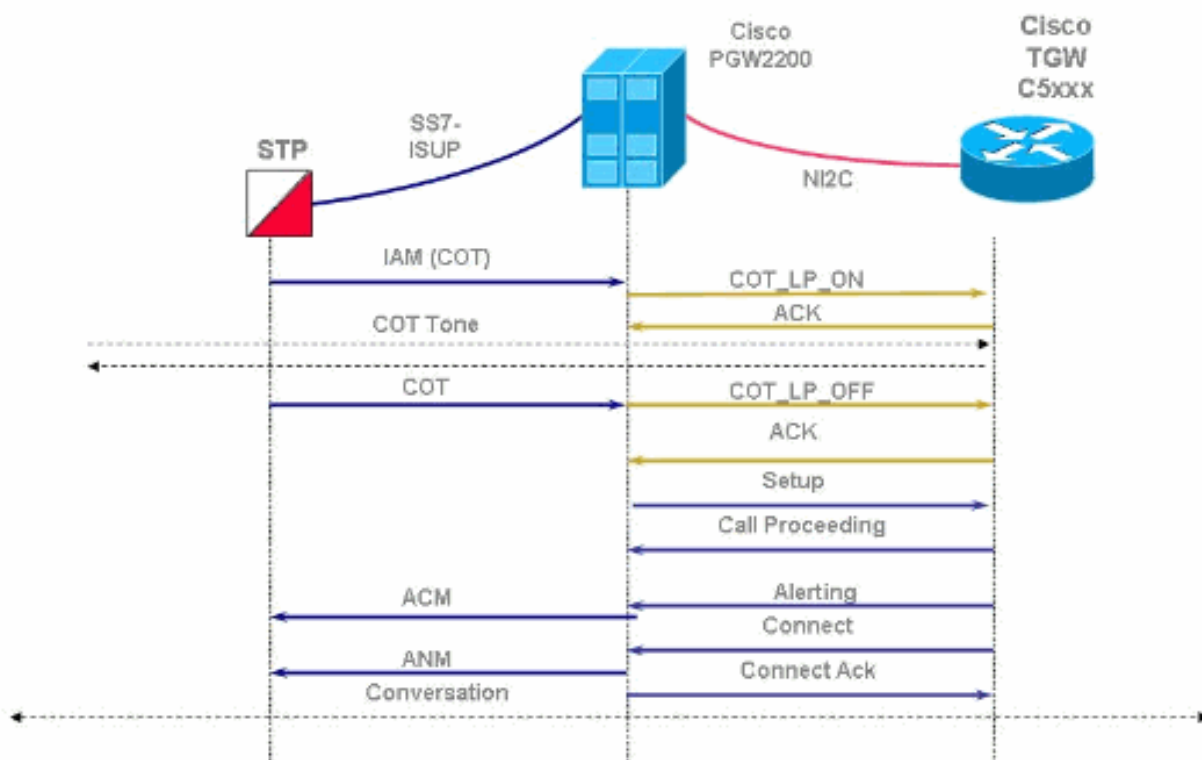 Cisco
PGW2200
Cisco
TGW
C5xxx
SS7-
ISUP
STP
NI2C
IAM (COT)
COT_LP_ON
ACK
COT Tone
COT
COT_LP_OFF
ACK
Setup
Call Proceeding
Alerting
ACM
Connect
ANM
Connect Ack
Conversation